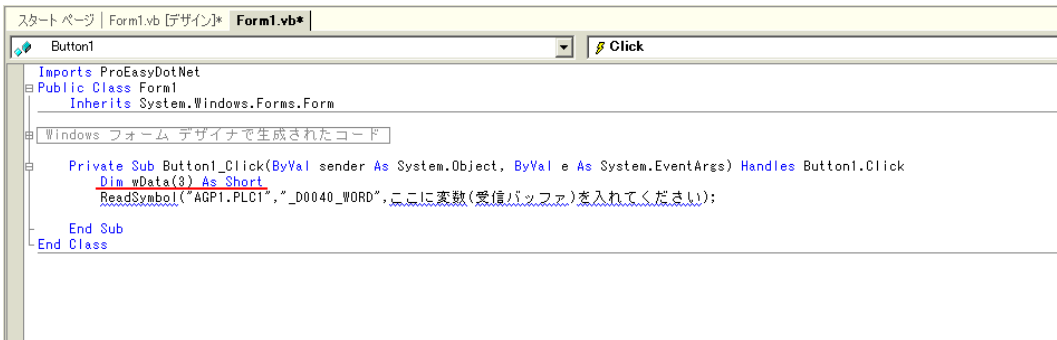 スタート ページ | Form1.vb [デザイン]* Form1.vb*
Button1 Click
Imports ProEasyDotNet
Public Class Form1
Inherits System.Windows.Forms.Form
Windows フォーム デザイナで生成されたコード
Private Sub Button1_Click(ByVal sender As System.Object, ByVal e As System.EventArgs) Handles Button1.Click
Dim wData(3) As Short
ReadSymbol("AGP1.PLC1","_D0040_WORD",ここに変数(受信バッファ)を入れてください);
End Sub
End Class